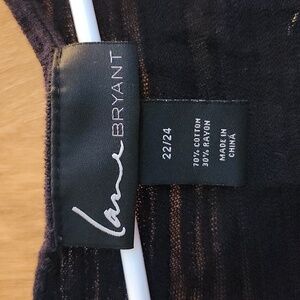 Lane BRYANT
22/24
70% COTTON
30% RAYON
MADE IN
CHINA